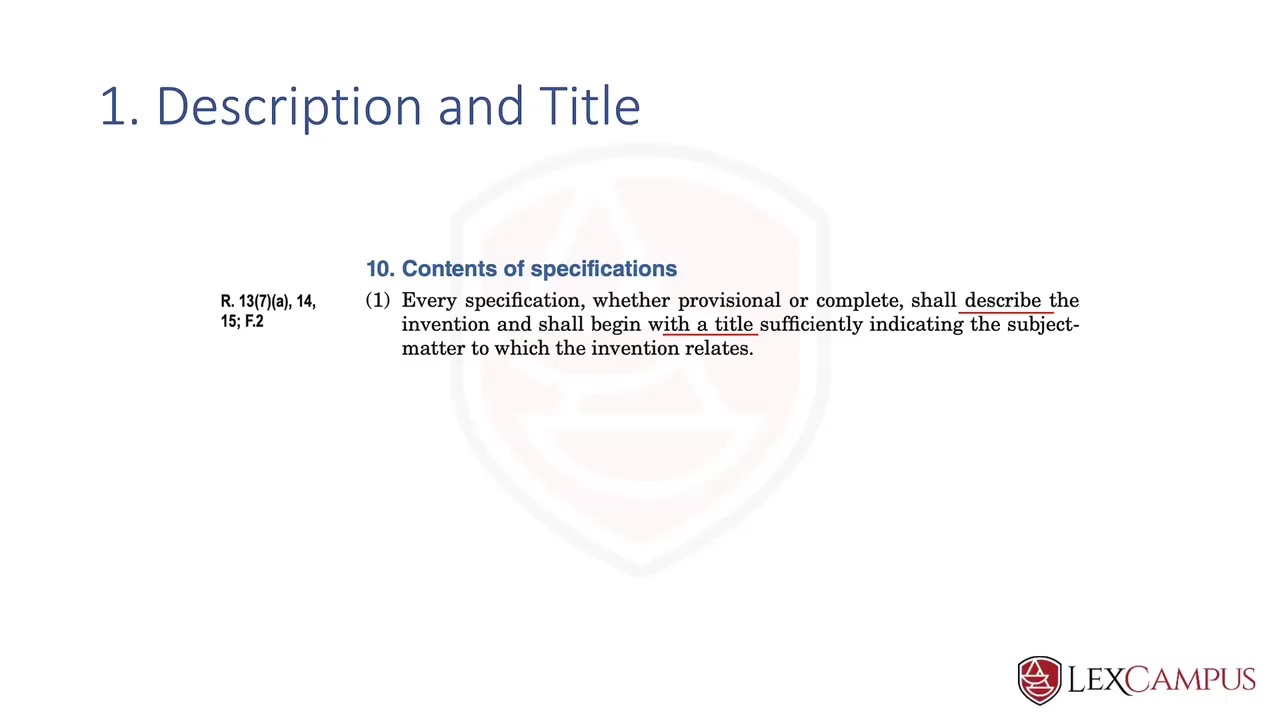 1. Description and Title
10. Contents of specifications
R. 13(7)(a), 14,
15; F.2
(1) Every specification, whether provisional or complete, shall describe the
invention and shall begin with a title sufficiently indicating the subject-
matter to which the invention relates.
LEXCAMPUS